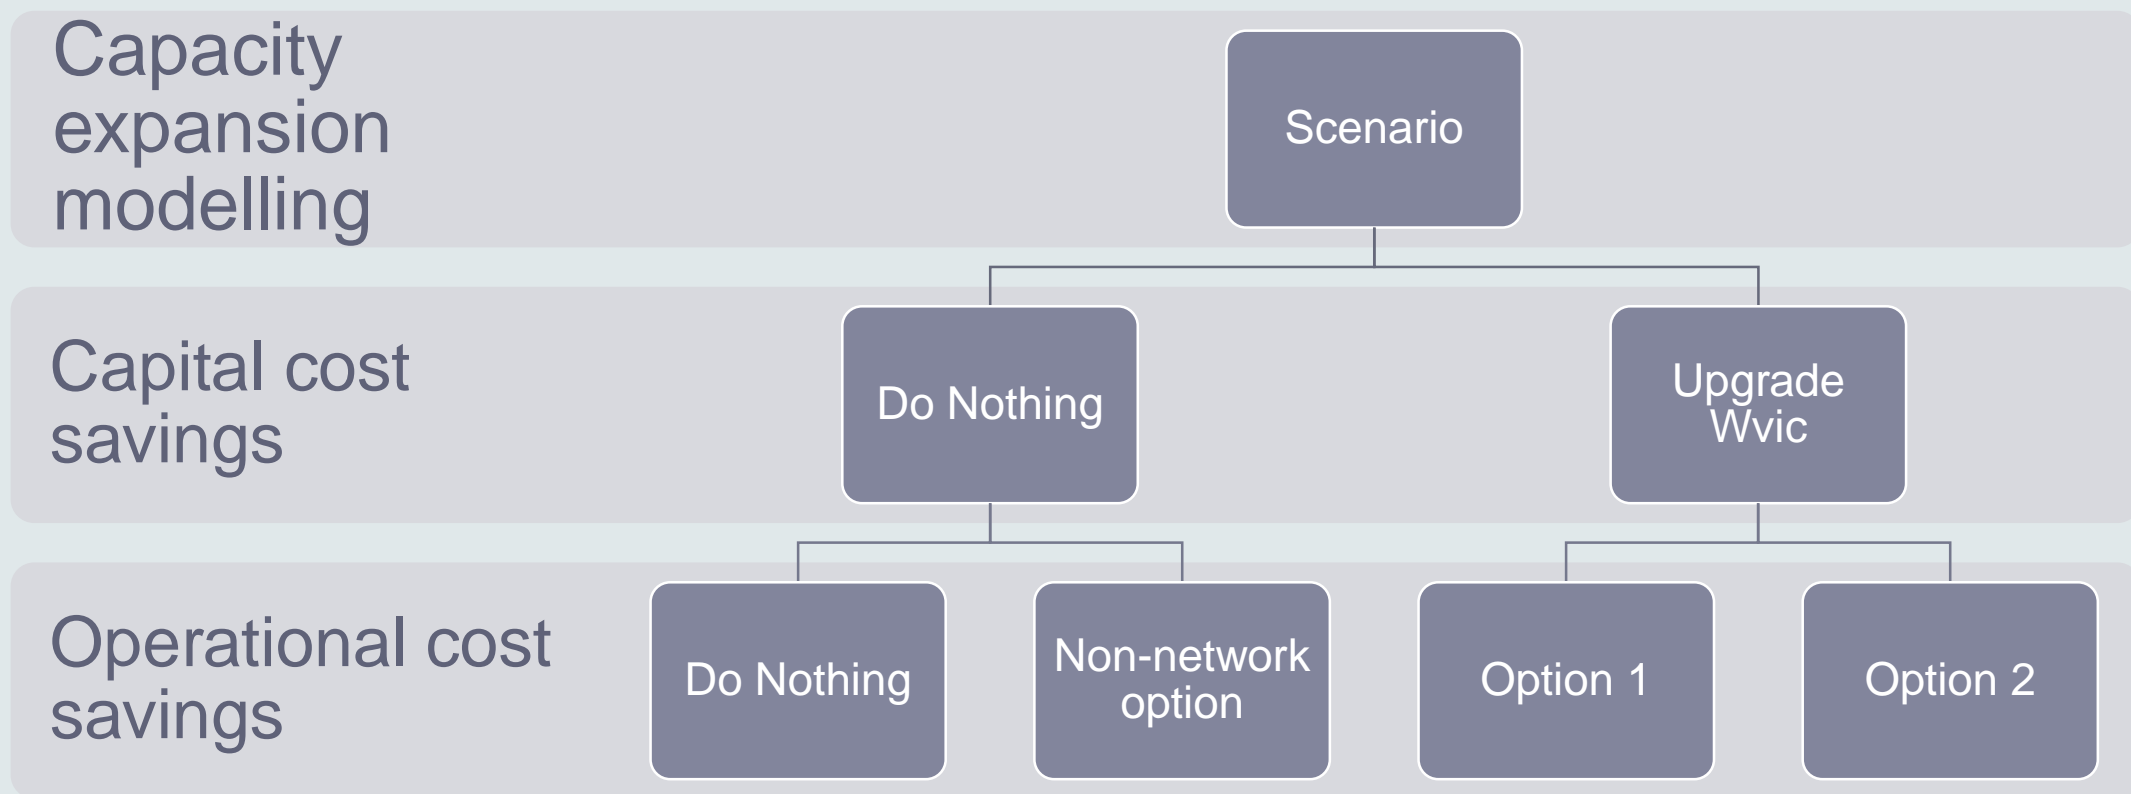 Capacity
expansion
modelling
Scenario
Capital cost
savings
Do Nothing
Upgrade
Wvic
Operational cost
savings
Do Nothing
Non-network
option
Option 1
Option 2